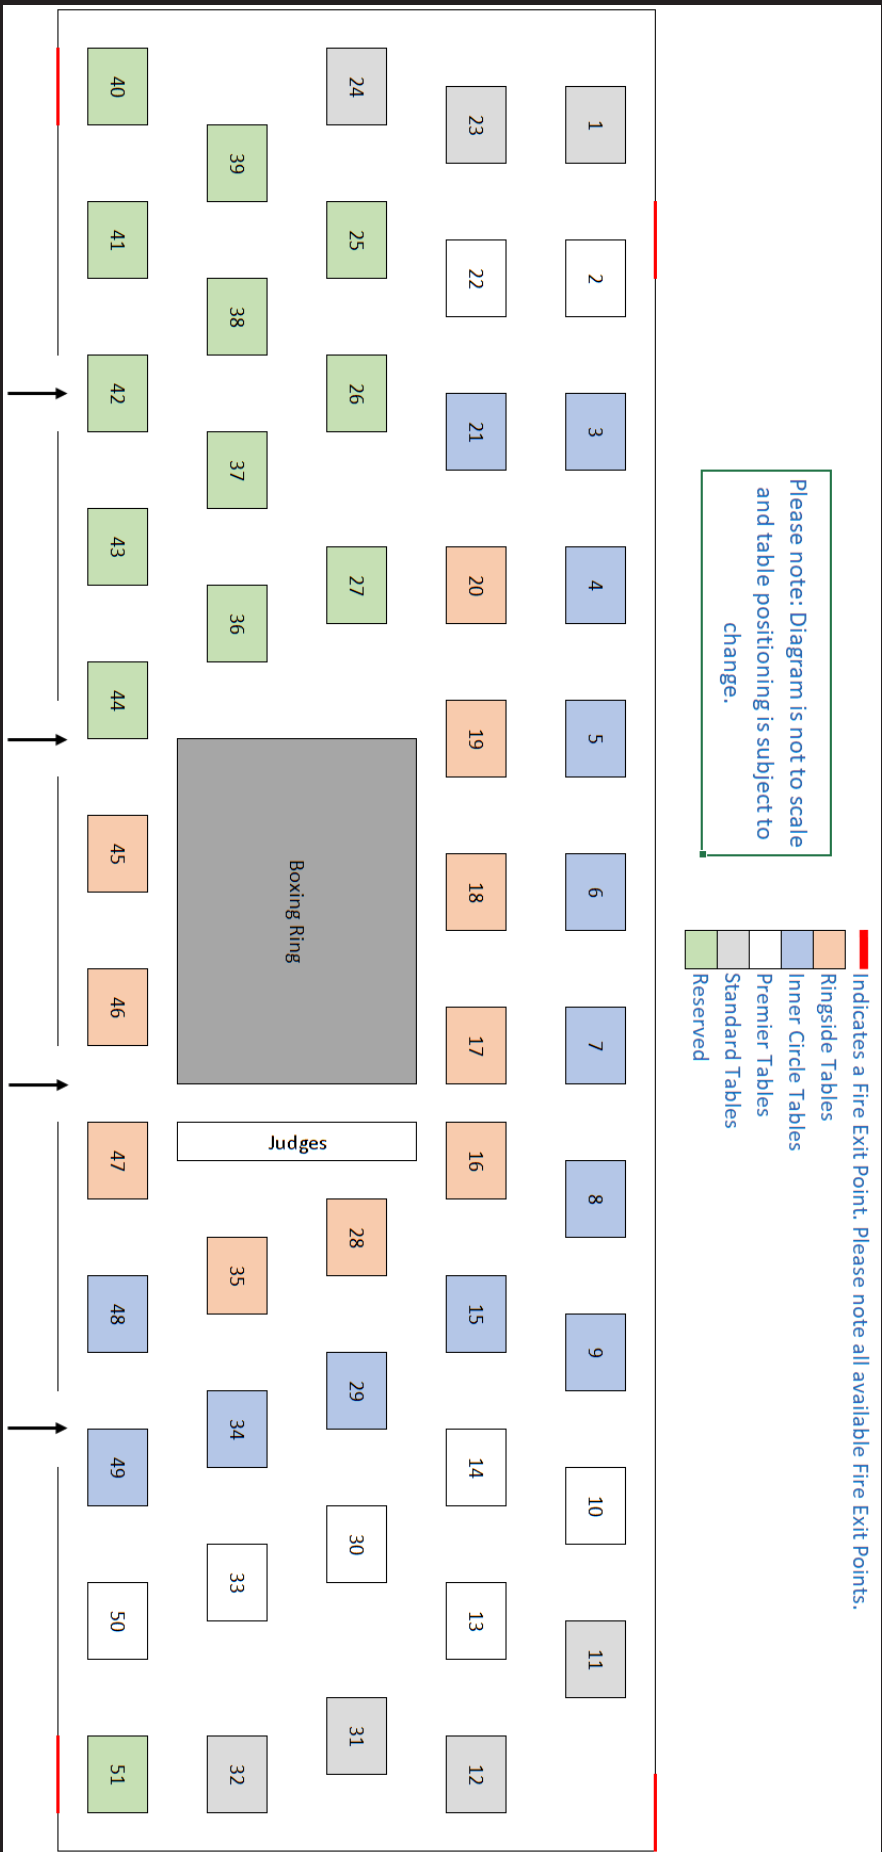 Indicates a Fire Exit Point. Please note all available Fire Exit Points.
Ringside Tables
Inner Circle Tables
Premier Tables
Standard Tables
Reserved
Please note: Diagram is not to scale
and table positioning is subject to
change.
1 2 3 4 5 6 7 8 9 10 11
23 22 21 20 19 18 17 16 15 14 13 12
24 25 26 27 28 29 30 31
Boxing Ring
Judges
39 38 37 36 35 34 33 32
40 41 42 43 44 45 46 47 48 49 50 51